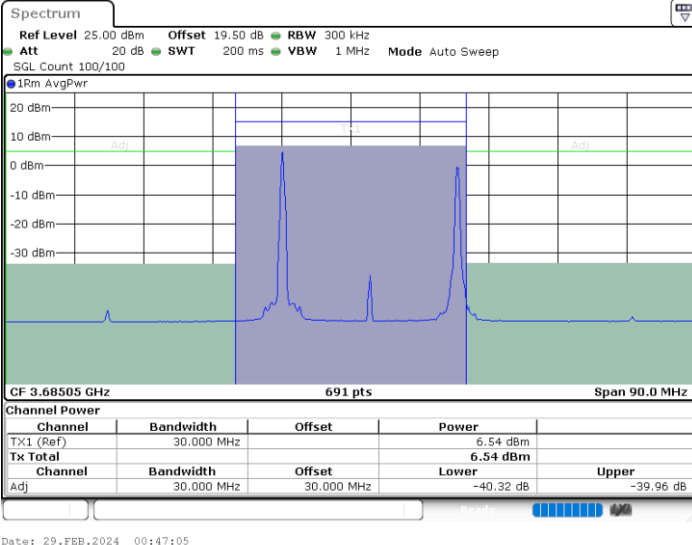 Spectrum
Ref Level 25.00 dBm Offset 19.50 dB RBW 300 kHz
Att 20 dB SWT 200 ms VBW 1 MHz Mode Auto Sweep
SGL Count 100/100
1Rm AvgPwr
20 dBm
TX1
10 dBm
Adj Adj
0 dBm
-10 dBm
-20 dBm
-30 dBm
CF 3.68505 GHz 691 pts Span 90.0 MHz
Channel Power
Channel Bandwidth Offset Power
TX1 (Ref) 30.000 MHz 6.54 dBm
Tx Total 6.54 dBm
Channel Bandwidth Offset Lower Upper
Adj 30.000 MHz 30.000 MHz -40.32 dB -39.96 dB
Ready
Date: 29.FEB.2024 00:47:05